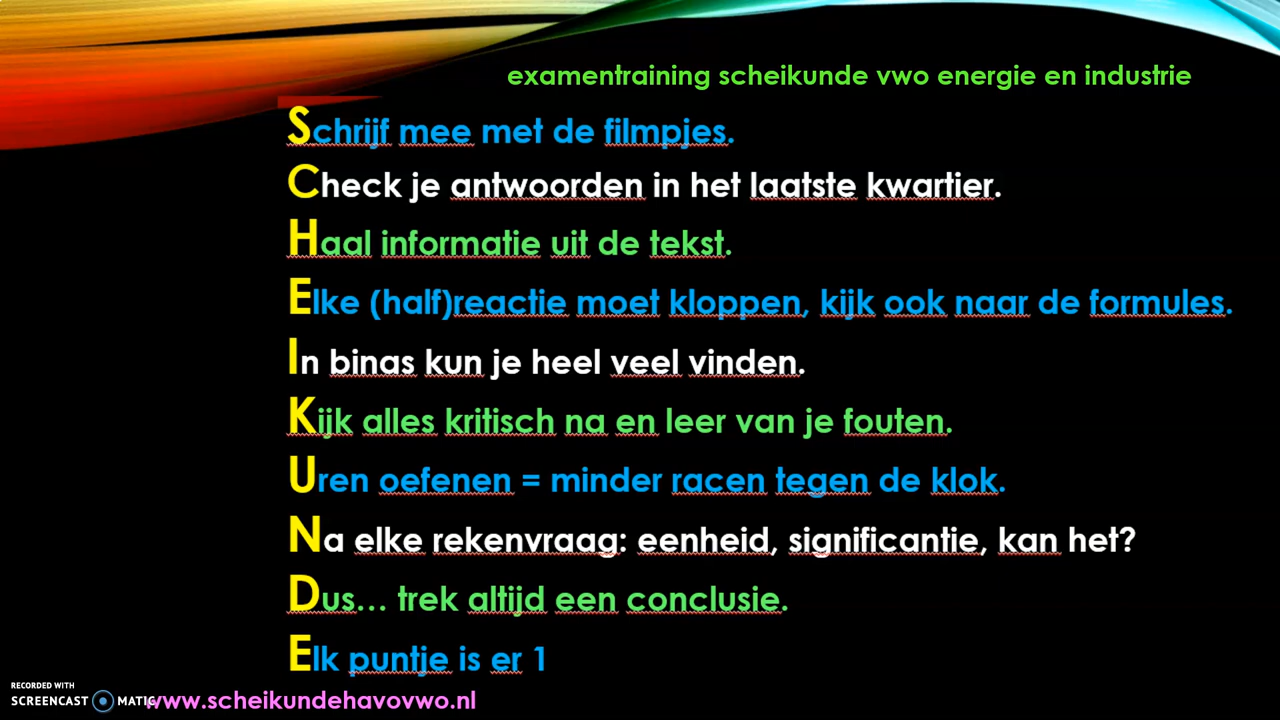 examentraining scheikunde vwo energie en industrie
Schrijf mee met de filmpjes.
Check je antwoorden in het laatste kwartier.
Haal informatie uit de tekst.
Elke (half)reactie moet kloppen, kijk ook naar de formules.
In binas kun je heel veel vinden.
Kijk alles kritisch na en leer van je fouten.
Uren oefenen = minder racen tegen de klok.
Na elke rekenvraag: eenheid, significantie, kan het?
Dus... trek altijd een conclusie.
Elk puntje is er 1
RECORDED WITH
SCREENCAST MATIC
www.scheikundehavovwo.nl